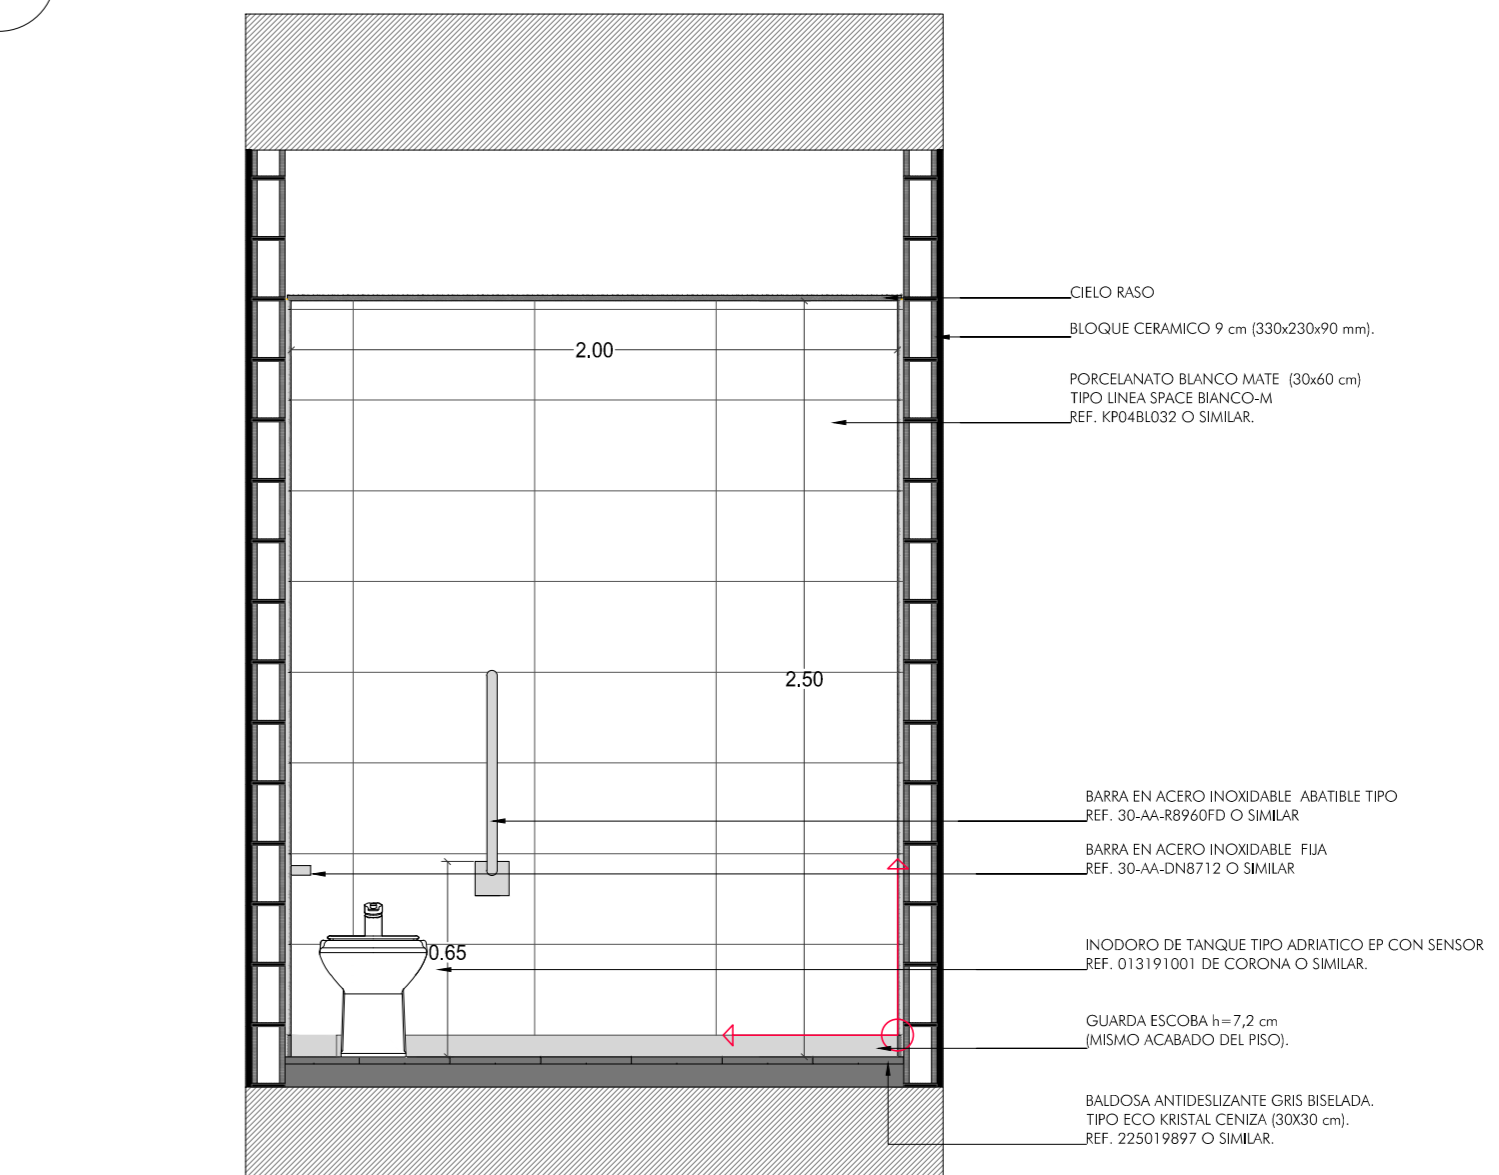 CIELO RASO
BLOQUE CERAMICO 9 cm (330x230x90 mm).
2.00
PORCELANATO BLANCO MATE (30x60 cm)
TIPO LINEA SPACE BIANCO-M
REF. KP04BL032 O SIMILAR.
2.50
BARRA EN ACERO INOXIDABLE ABATIBLE TIPO
REF. 30-AA-R8960FD O SIMILAR
BARRA EN ACERO INOXIDABLE FIJA
REF. 30-AA-DN8712 O SIMILAR
0.65
INODORO DE TANQUE TIPO ADRIATICO EP CON SENSOR
REF. 013191001 DE CORONA O SIMILAR.
GUARDA ESCOBA h=7,2 cm
(MISMO ACABADO DEL PISO).
BALDOSA ANTIDESLIZANTE GRIS BISELADA.
TIPO ECO KRISTAL CENIZA (30X30 cm).
REF. 225019897 O SIMILAR.